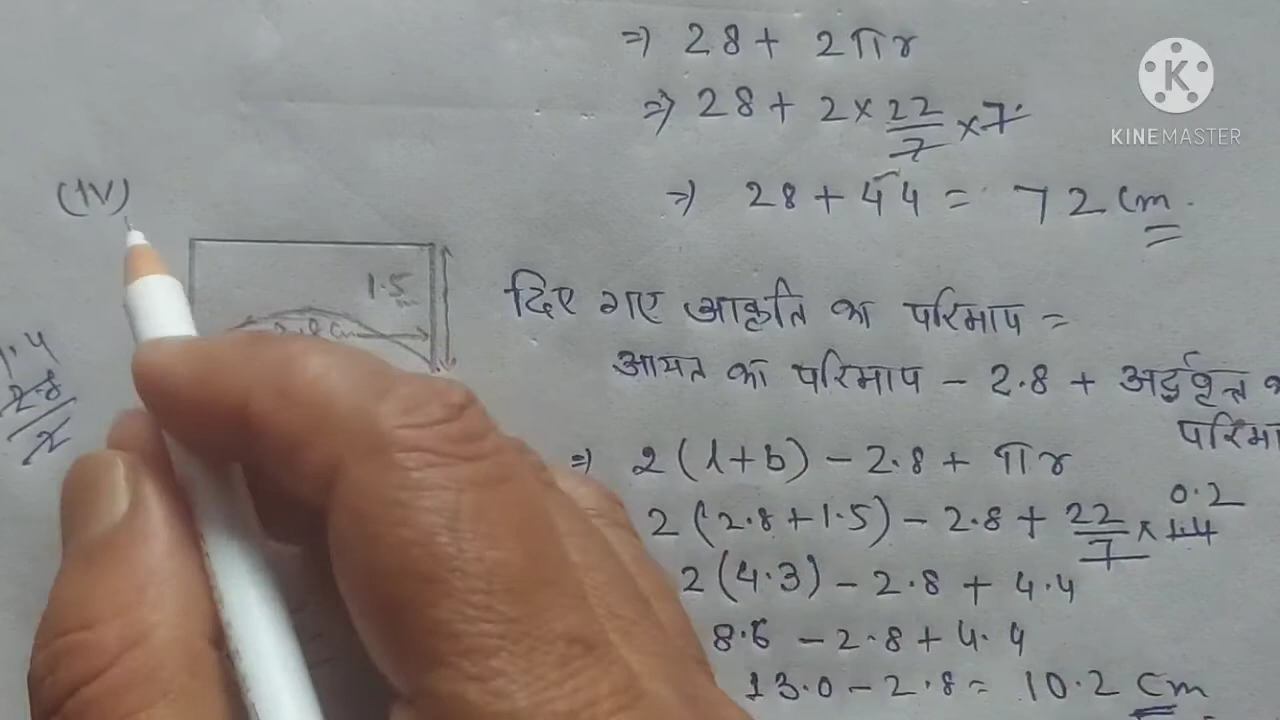 ⇒ 28 + 2πr
⇒ 28 + 2 × 22/7 × 7
KINEMASTER
(IV)
⇒ 28 + 44 = 72 cm.
1.5
दिए गए आकृति का परिमाप =
1.4
2.8/2
आयत का परिमाप - 2.8 + अर्द्धवृत्त
⇒ 2(l+b) - 2.8 + πr
0.2
2(2.8+1.5) - 2.8 + 22/7 × 1.4
2(4.3) - 2.8 + 4.4
8.6 - 2.8 + 4.4
13.0 - 2.8 = 10.2 cm